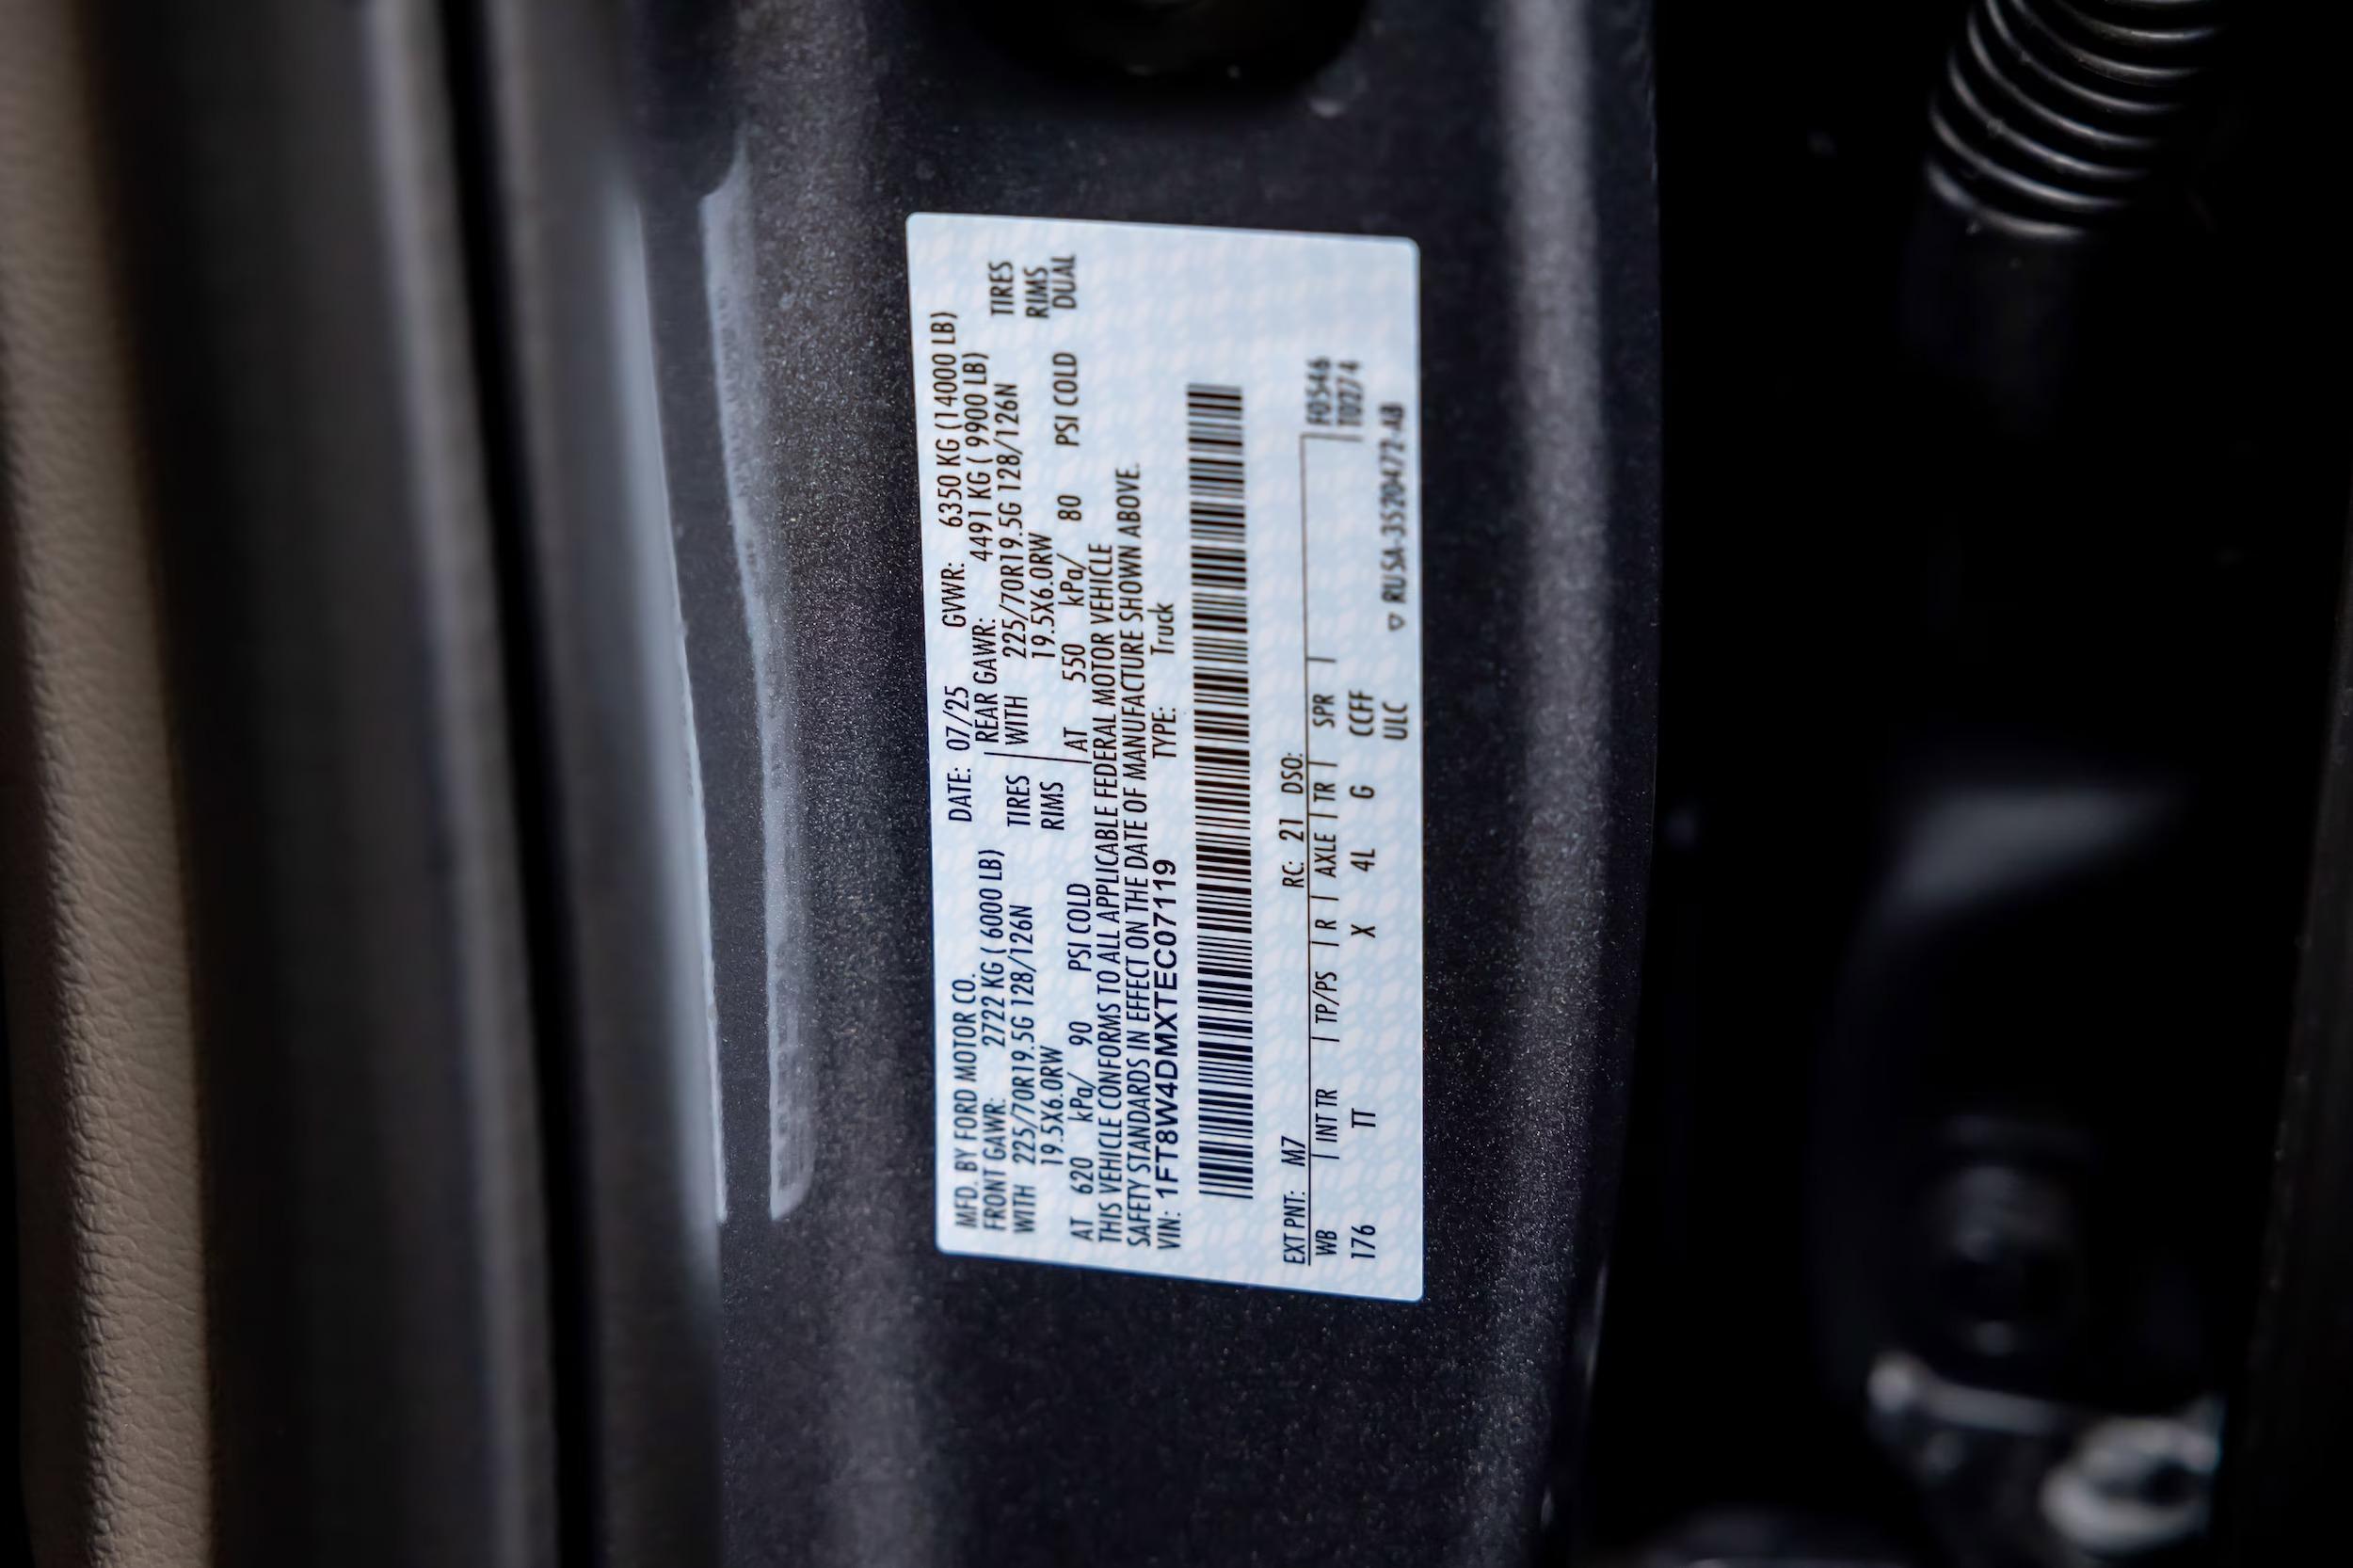 MFD. BY FORD MOTOR CO. DATE: 07/25 GVWR: 6350 KG (14000 LB)
FRONT GAWR: 2722 KG ( 6000 LB) REAR GAWR: 4491 KG ( 9900 LB)
WITH 225/70R19.5G 128/126N TIRES WITH 225/70R19.5G 128/126N TIRES
19.5X6.0RW RIMS 19.5X6.0RW RIMS
AT 620 kPa/ 90 PSI COLD AT 550 kPa/ 80 PSI COLD DUAL
THIS VEHICLE CONFORMS TO ALL APPLICABLE FEDERAL MOTOR VEHICLE
SAFETY STANDARDS IN EFFECT ON THE DATE OF MANUFACTURE SHOWN ABOVE.
VIN: 1FT8W4DMXTEC07119 TYPE: Truck
EXT PNT: M7 RC: 21 DSO:
WB | INT TR | TP/PS | R | AXLE | TR | SPR | F0546
176 TT X 4L G CCFF T0274
ULC ▽ RUSA-3520472-AB